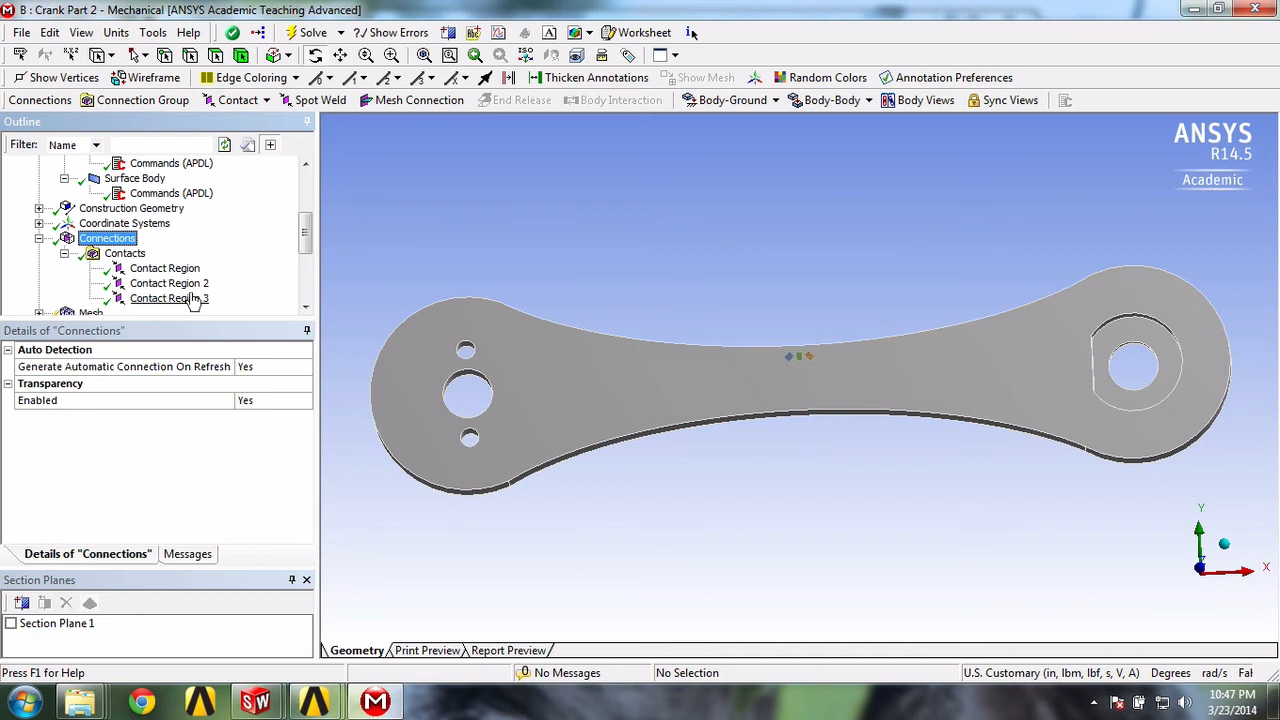 B : Crank Part 2 - Mechanical [ANSYS Academic Teaching Advanced]
File Edit View Units Tools Help Solve ?/ Show Errors Worksheet
Show Vertices Wireframe Edge Coloring Thicken Annotations Show Mesh Random Colors Annotation Preferences
Connections Connection Group Contact Spot Weld Mesh Connection End Release Body Interaction Body-Ground Body-Body Body Views Sync Views
Outline
Filter: Name
Commands (APDL)
Surface Body
Commands (APDL)
Construction Geometry
Coordinate Systems
Connections
Contacts
Contact Region
Contact Region 2
Contact Region 3
Mesh
Details of "Connections"
Auto Detection
Generate Automatic Connection On Refresh Yes
Transparency
Enabled Yes
Details of "Connections" Messages
Section Planes
Section Plane 1
ANSYS
R14.5
Academic
Y
X
Geometry Print Preview Report Preview
Press F1 for Help No Messages No Selection U.S. Customary (in, lbm, lbf, s, V, A) Degrees rad/s Fal
10:47 PM
3/23/2014